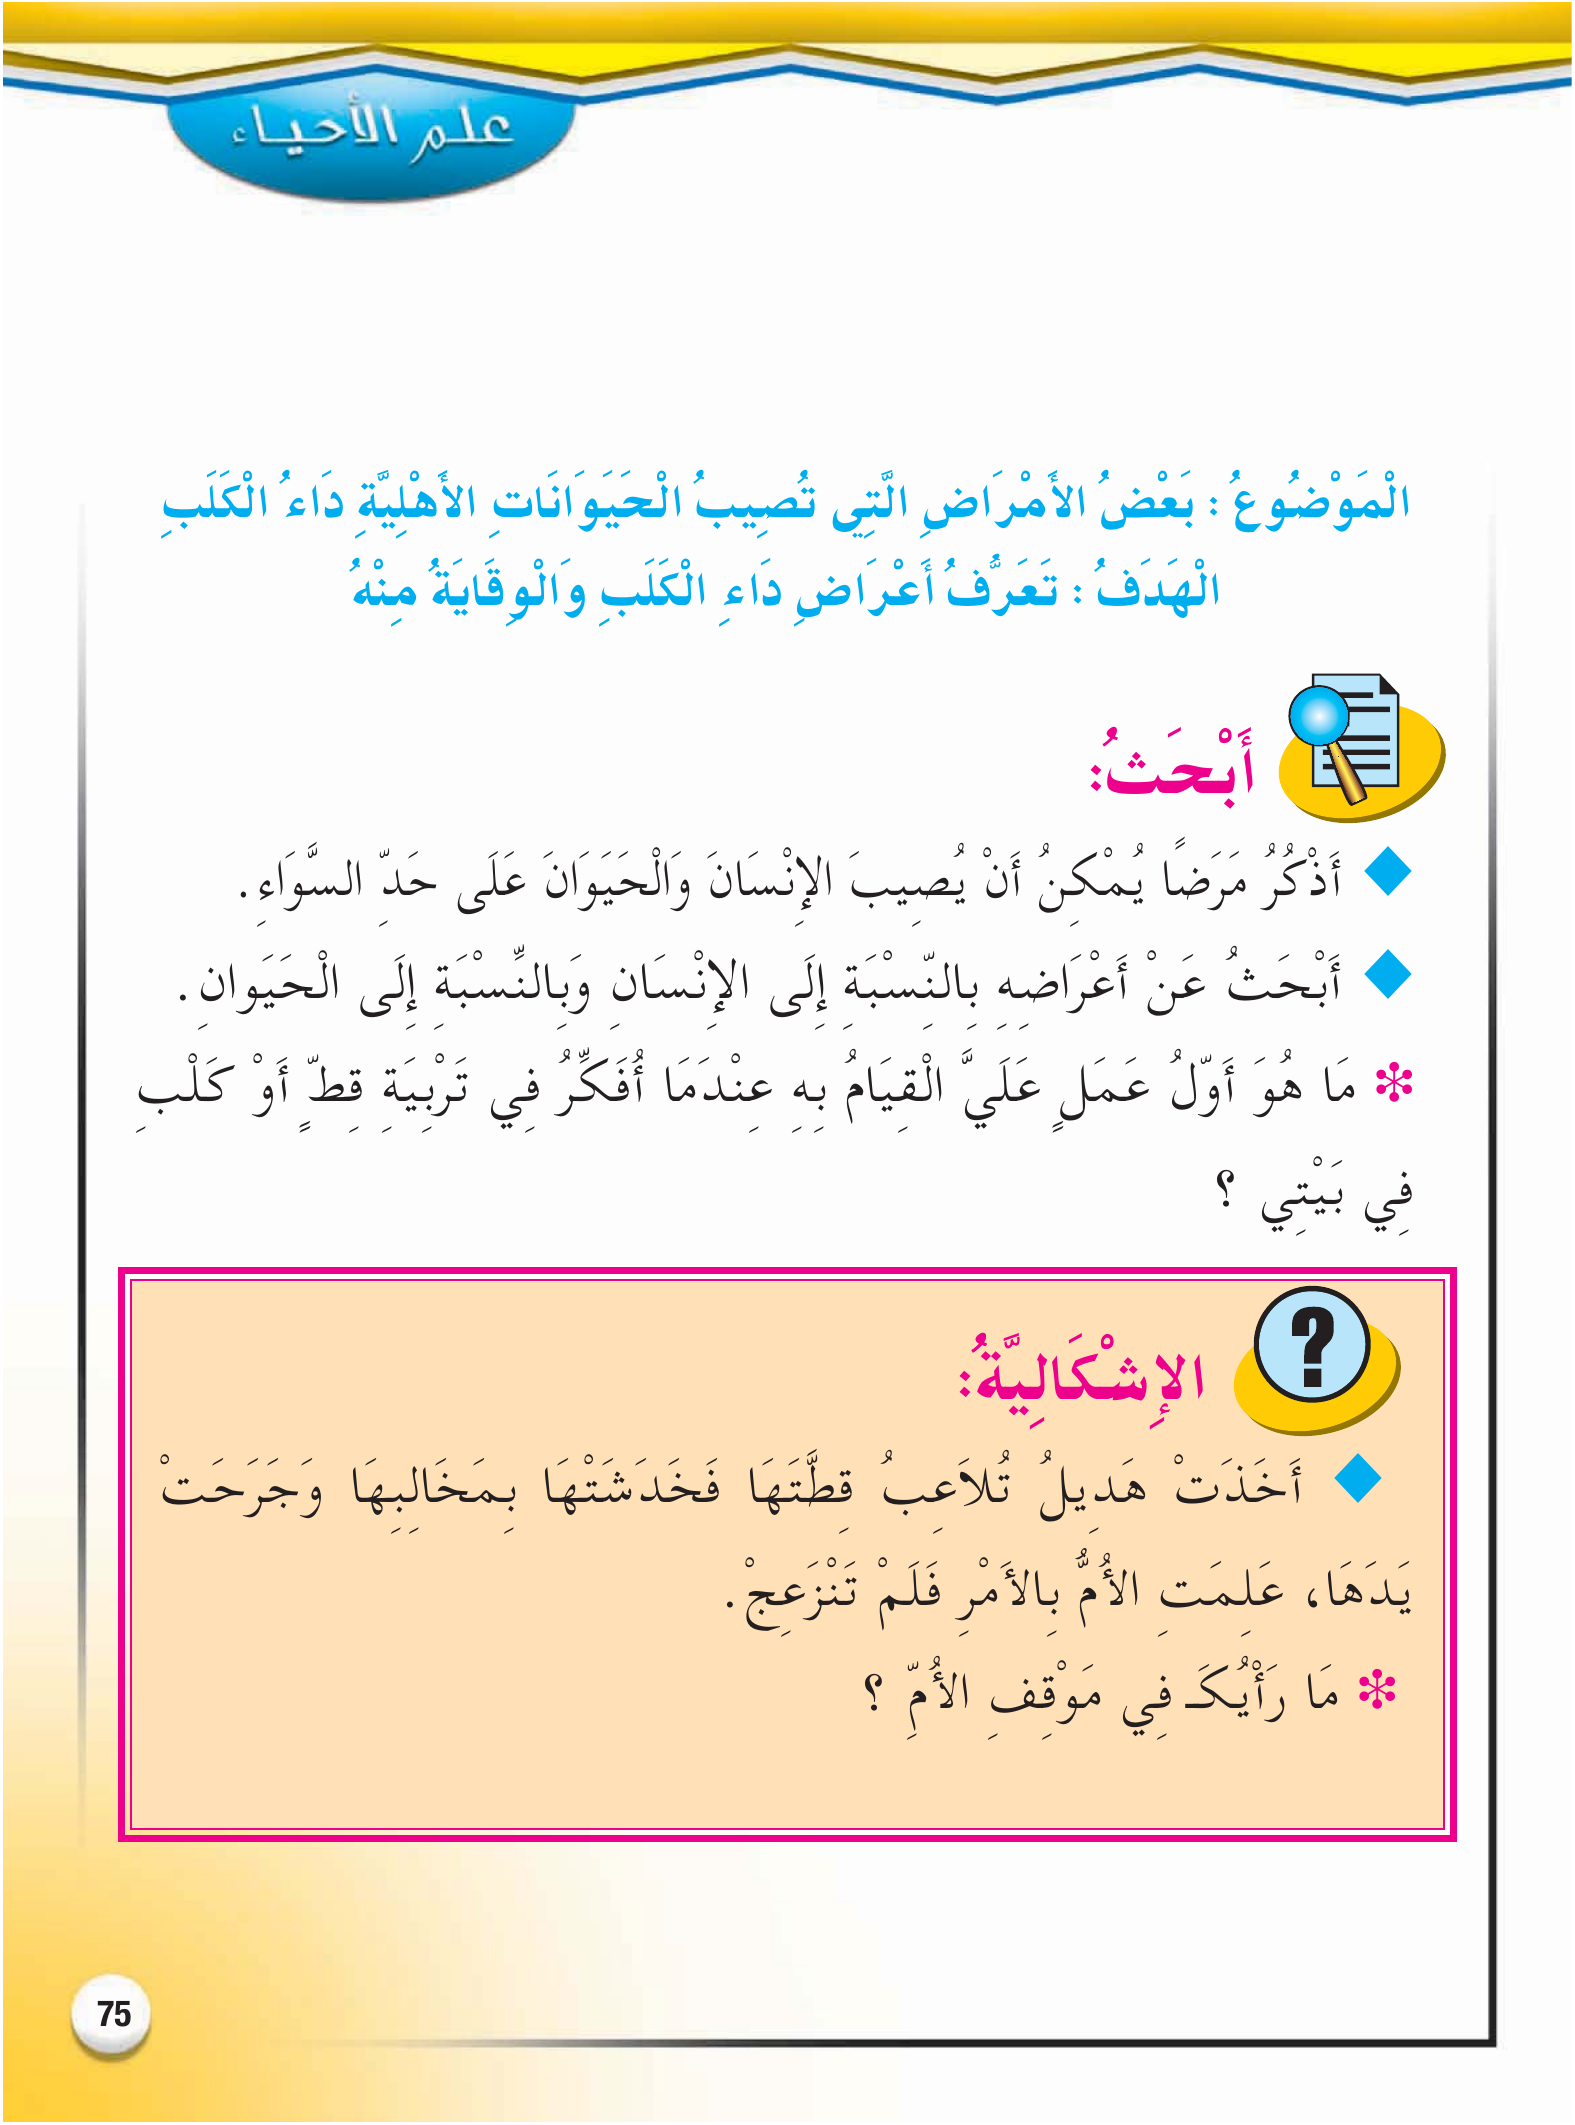 علم الأحياء
الْمَوْضُوعُ : بَعْضُ الأَمْرَاضِ الَّتِي تُصِيبُ الْحَيَوَانَاتِ الأَهْلِيَّةِ دَاءُ الْكَلَبِ
الْهَدَفُ : تَعَرُّفُ أَعْرَاضِ دَاءِ الْكَلَبِ وَالْوِقَايَةُ مِنْهُ
أَبْحَثُ:
أَذْكُرُ مَرَضًا يُمْكِنُ أَنْ يُصِيبَ الإِنْسَانَ وَالْحَيَوَانَ عَلَى حَدِّ السَّوَاءِ.
أَبْحَثُ عَنْ أَعْرَاضِهِ بِالنِّسْبَةِ إِلَى الإِنْسَانِ وَبِالنِّسْبَةِ إِلَى الْحَيَوانِ.
مَا هُوَ أَوّلُ عَمَلٍ عَلَيَّ الْقِيَامُ بِهِ عِنْدَمَا أُفَكِّرُ فِي تَرْبِيَةِ قِطٍّ أَوْ كَلْبِ
فِي بَيْتِي ؟
?
الإِشْكَالِيَّةُ:
أَخَذَتْ هَدِيلُ تُلاَعِبُ قِطَّتَهَا فَخَدَشَتْهَا بِمَخَالِبِهَا وَجَرَحَتْ
يَدَهَا، عَلِمَتِ الأُمُّ بِالأَمْرِ فَلَمْ تَنْزَعِجْ.
مَا رَأْيُكَ فِي مَوْقِفِ الأُمِّ ؟
75